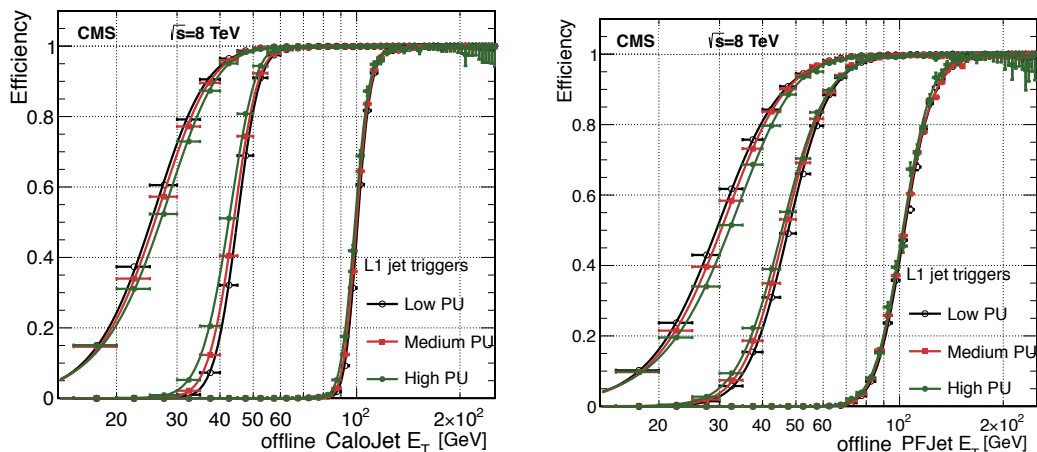 CMS √s=8 TeV
Efficiency
1
0.8
0.6
0.4
0.2
0
L1 jet triggers
Low PU
Medium PU
High PU
20 30 40 50 60 10² 2×10²
offline CaloJet E_T [GeV]
CMS √s=8 TeV
Efficiency
1
0.8
0.6
0.4
0.2
0
L1 jet triggers
Low PU
Medium PU
High PU
20 30 40 50 60 10² 2×10²
offline PFJet E_T [GeV]